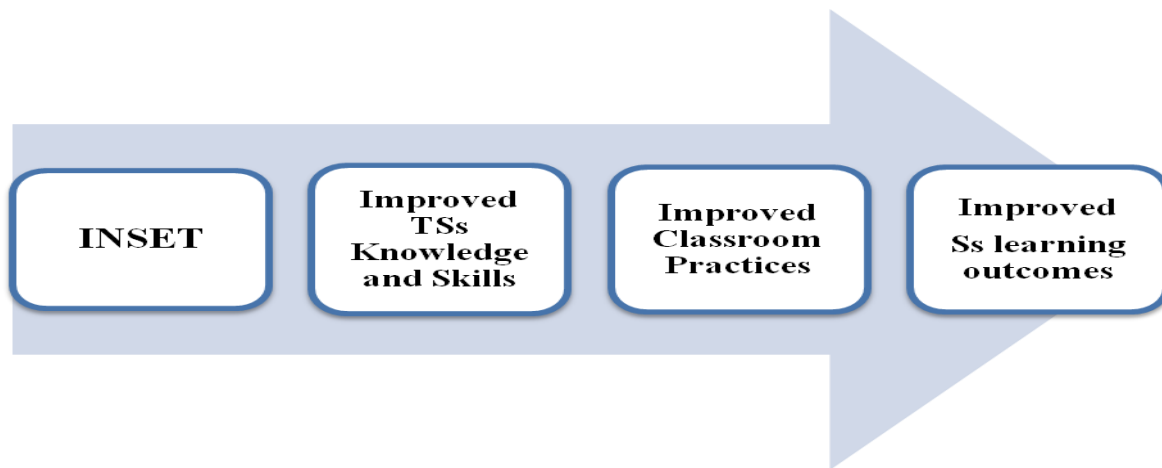 INSET
Improved
TSs
Knowledge
and Skills
Improved
Classroom
Practices
Improved
Ss learning
outcomes